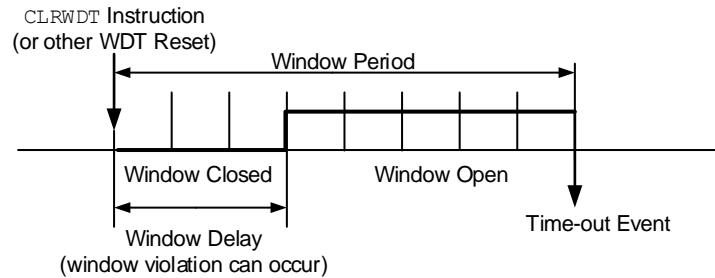 CLRWDT Instruction
(or other WDT Reset)
Window Period
Window Closed
Window Open
Window Delay
(window violation can occur)
Time-out Event